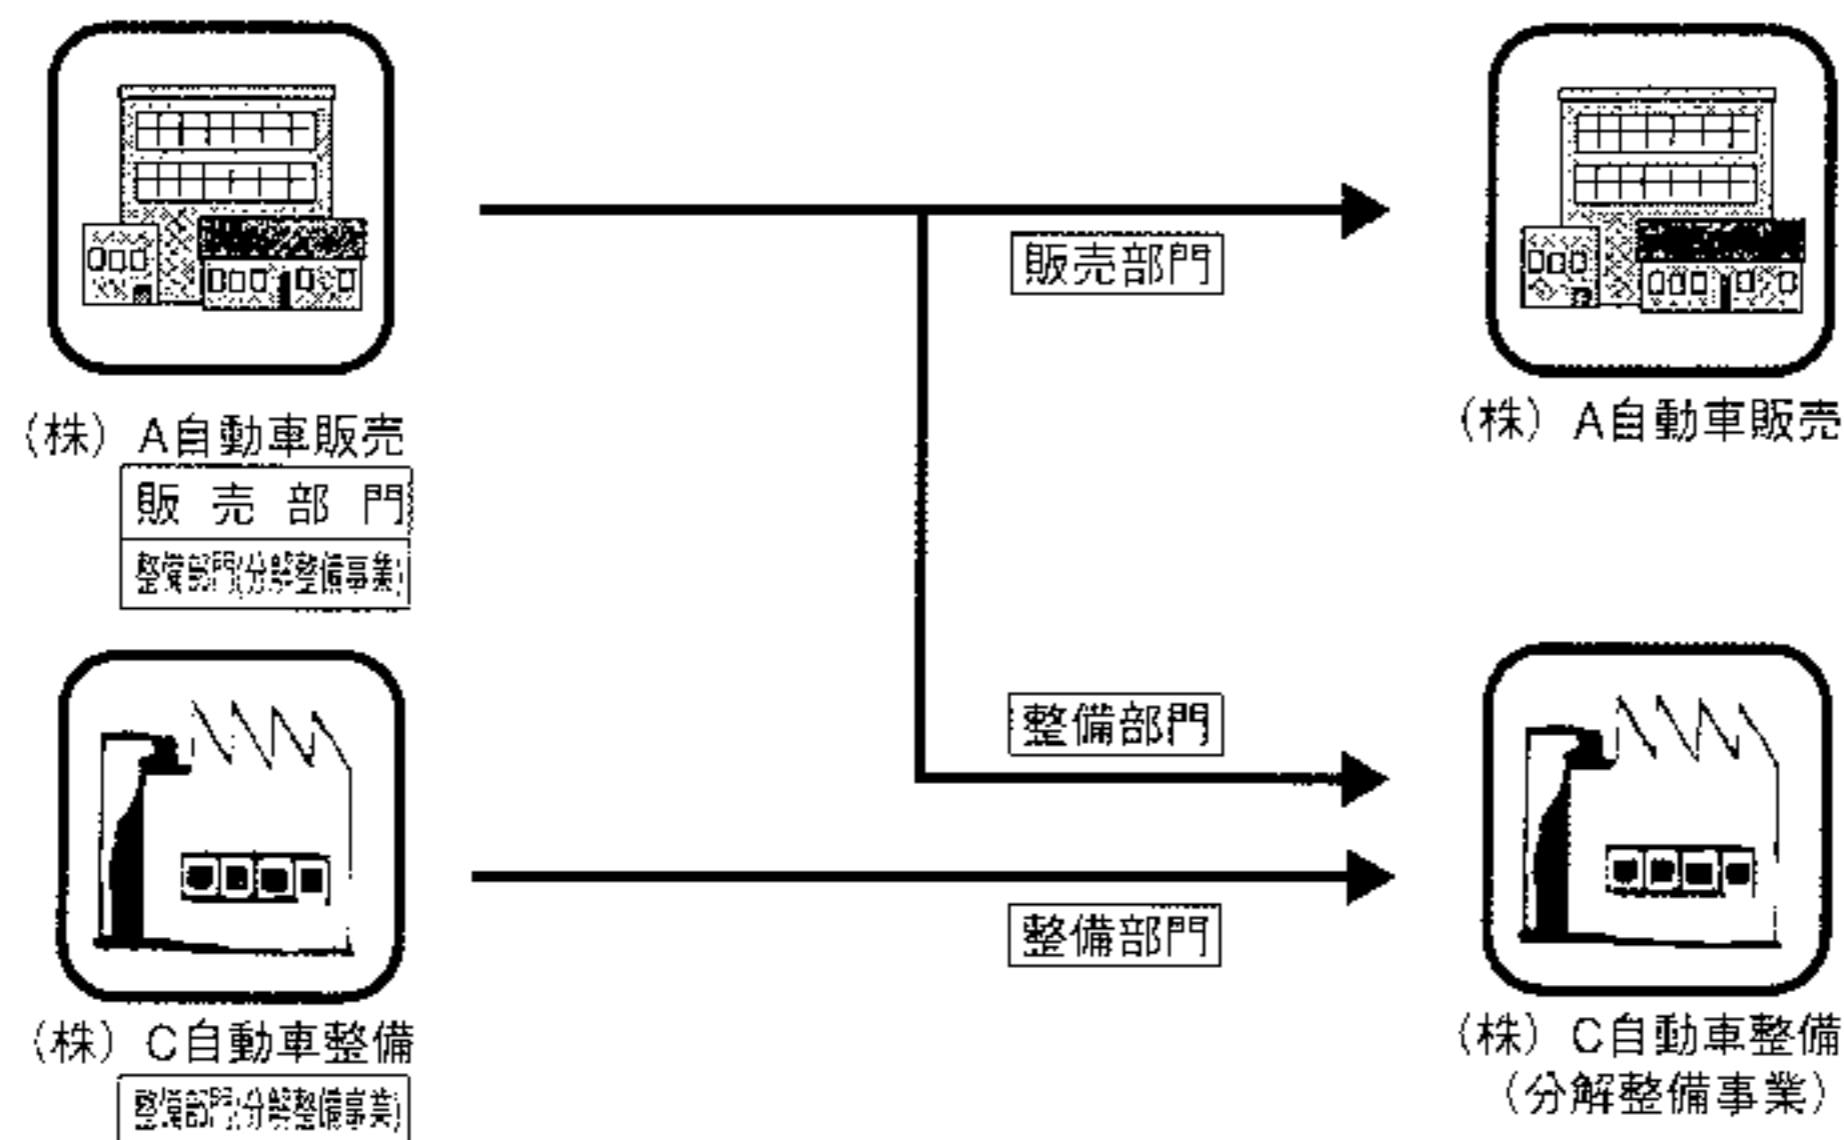 販売部門
(株) A自動車販売
(株) A自動車販売
販売部門
整備部門(分解整備事業)
整備部門
整備部門
(株) C自動車整備
整備部門(分解整備事業)
(株) C自動車整備
(分解整備事業)